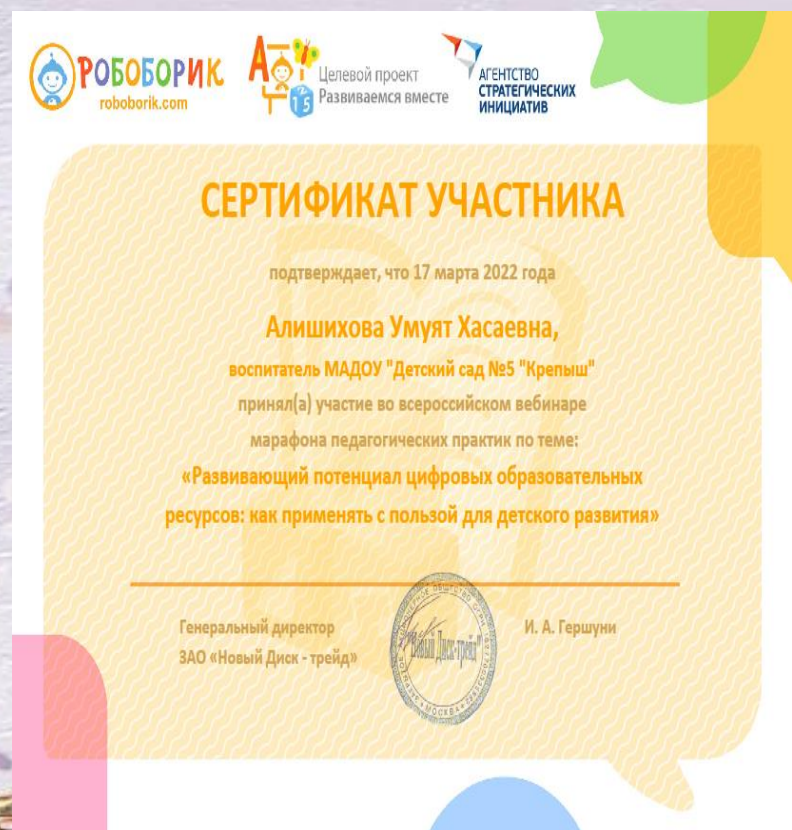 РОБОБОРИК
roboborik.com
Целевой проект
Развиваемся вместе
АГЕНТСТВО
СТРАТЕГИЧЕСКИХ
ИНИЦИАТИВ
СЕРТИФИКАТ УЧАСТНИКА
подтверждает, что 17 марта 2022 года
Алишихова Умуят Хасаевна,
воспитатель МАДОУ "Детский сад №5 "Крепыш"
принял(а) участие во всероссийском вебинаре
марафона педагогических практик по теме:
«Развивающий потенциал цифровых образовательных
ресурсов: как применять с пользой для детского развития»
Генеральный директор
ЗАО «Новый Диск - трейд»
"Новый Диск-трейд"
МОСКВА
И. А. Гершуни